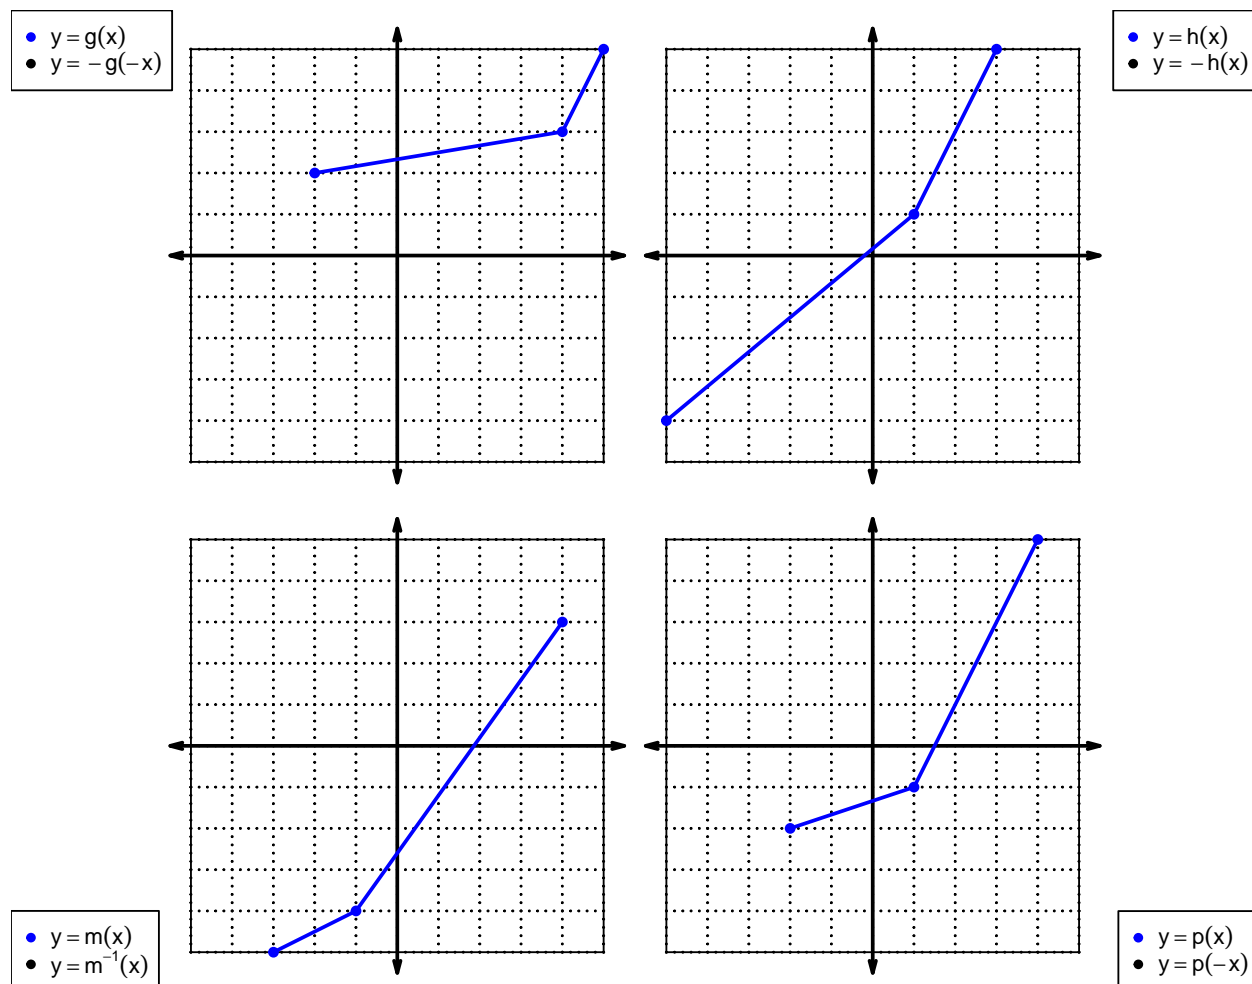 y = g(x)
y = −g(−x)
y = h(x)
y = −h(x)
y = m(x)
y = m⁻¹(x)
y = p(x)
y = p(−x)